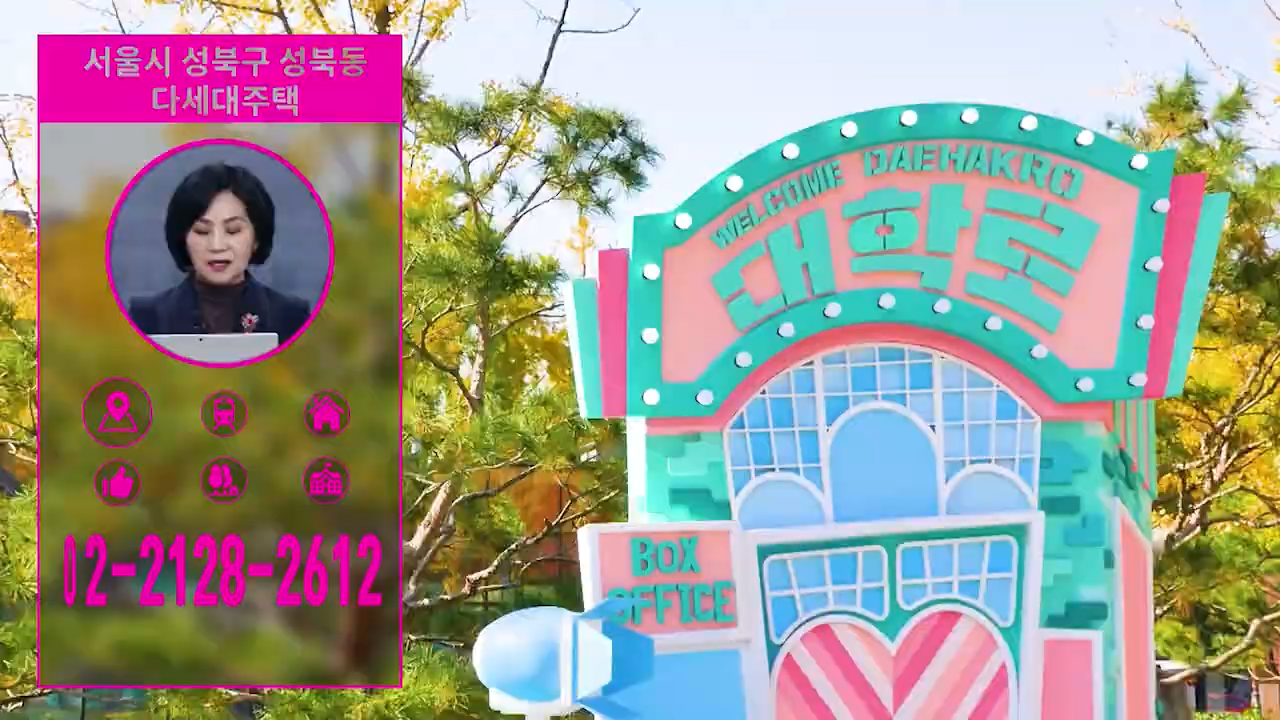 서울시 성북구 성북동
다세대주택
02-2128-2612
WELCOME DAEHAKRO
대학로
BOX
OFFICE